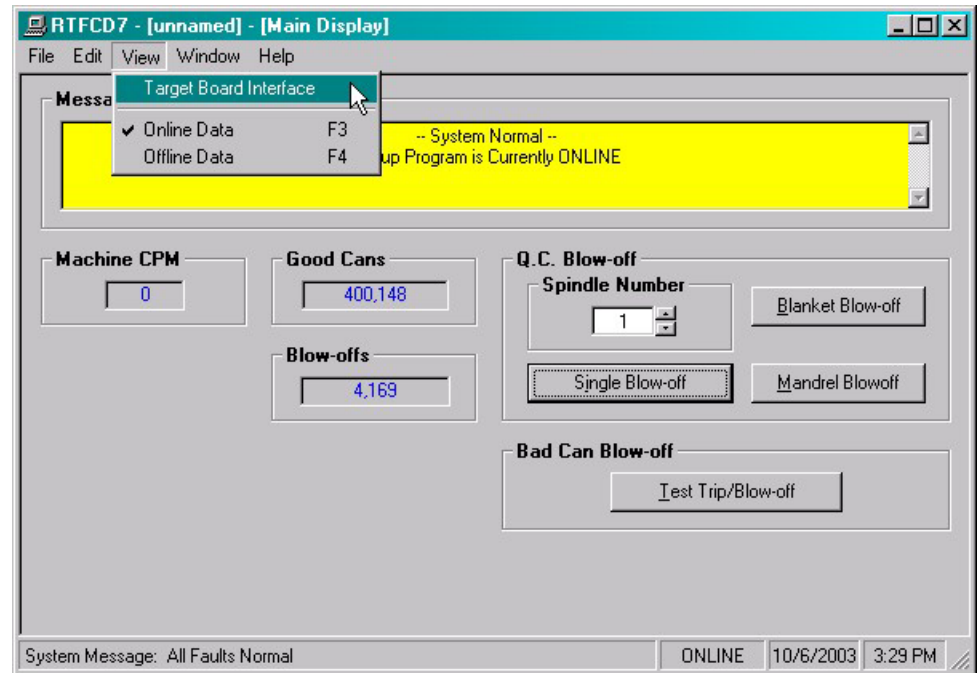 RTFCD7 - [unnamed] - [Main Display]
File Edit View Window Help
Target Board Interface
Online Data F3
Offline Data F4
Messa
-- System Normal --
up Program is Currently ONLINE
Machine CPM
0
Good Cans
400,148
Blow-offs
4,169
Q.C. Blow-off
Spindle Number
1
Blanket Blow-off
Single Blow-off
Mandrel Blowoff
Bad Can Blow-off
Test Trip/Blow-off
System Message: All Faults Normal
ONLINE
10/6/2003
3:29 PM